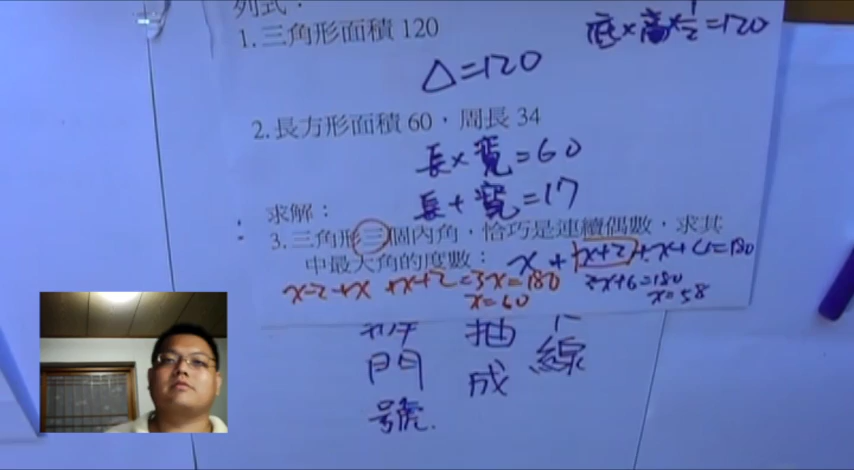 列式：
1.三角形面積 120
底×高×1/2=120
△=120
2.長方形面積 60，周長 34
長×寬=60
長+寬=17
求解：
3.三角形三個內角，恰巧是連續偶數，求其
中最大角的度數：
x+x+2+x+4=180
3x+6=180
x=58
x-2+x+x+2=3x=180
x=60
抽成
線
門號.